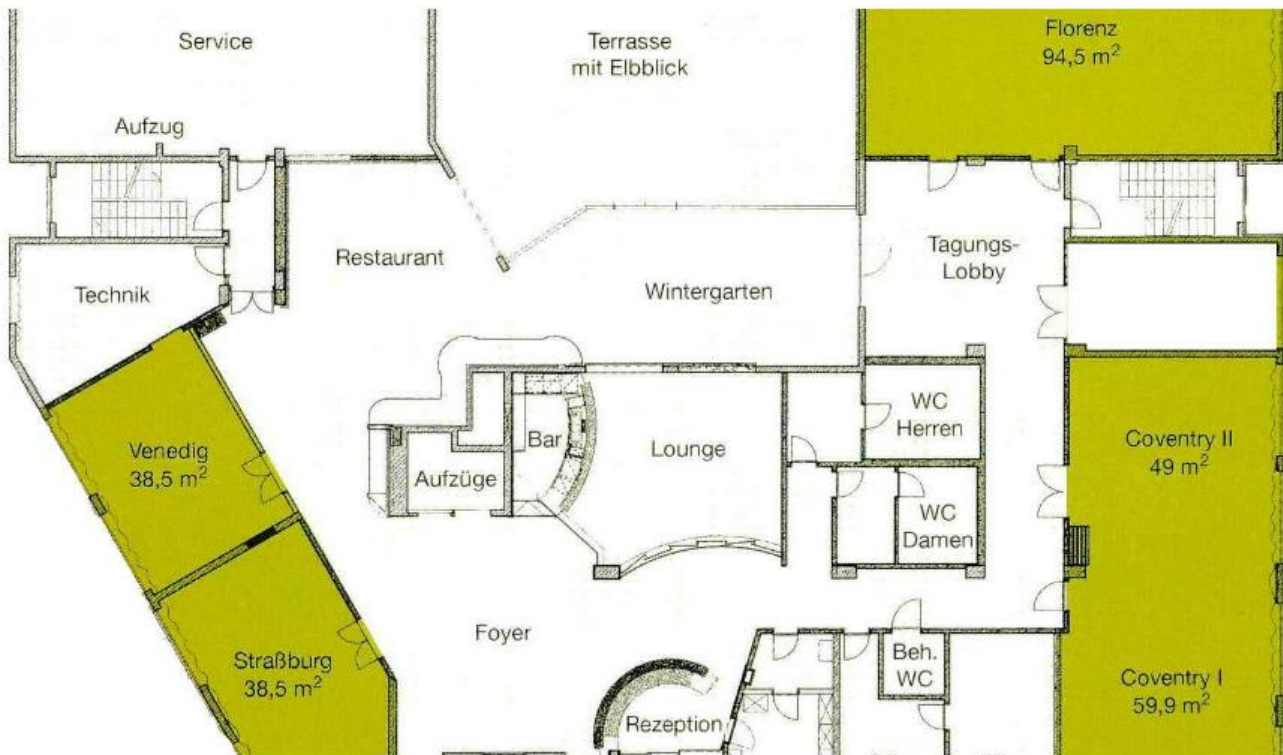 Service
Terrasse
mit Elbblick
Florenz
94,5 m²
Aufzug
Restaurant
Tagungs-
Lobby
Technik
Wintergarten
Venedig
38,5 m²
Bar
Lounge
WC
Herren
Coventry II
49 m²
Aufzüge
WC
Damen
Foyer
Straßburg
38,5 m²
Beh.
WC
Coventry I
59,9 m²
Rezeption